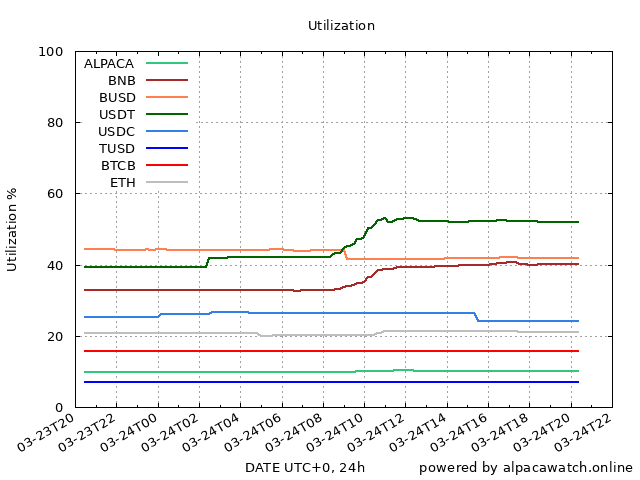 Utilization
Utilization %
100
80
60
40
20
0
ALPACA
BNB
BUSD
USDT
USDC
TUSD
BTCB
ETH
03-23T20
03-23T22
03-24T00
03-24T02
03-24T04
03-24T06
03-24T08
03-24T10
03-24T12
03-24T14
03-24T16
03-24T18
03-24T20
03-24T22
DATE UTC+0, 24h
powered by alpacawatch.online